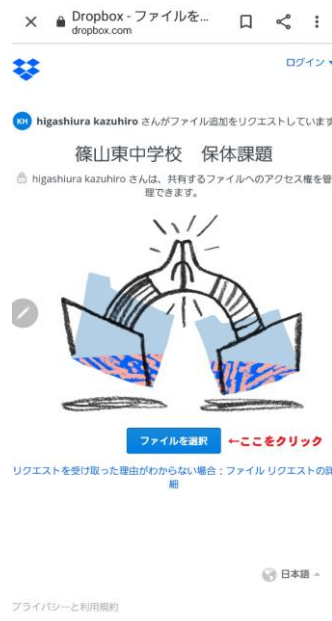 Dropbox - ファイルを...
dropbox.com
ログイン
KH higashiura kazuhiro さんがファイル追加をリクエストしています
篠山東中学校　保体課題
higashiura kazuhiro さんは、共有するファイルへのアクセス権を管
理できます。
ファイルを選択 ←ここをクリック
リクエストを受け取った理由がわからない場合：ファイル リクエストの詳
細
日本語
プライバシーと利用規約